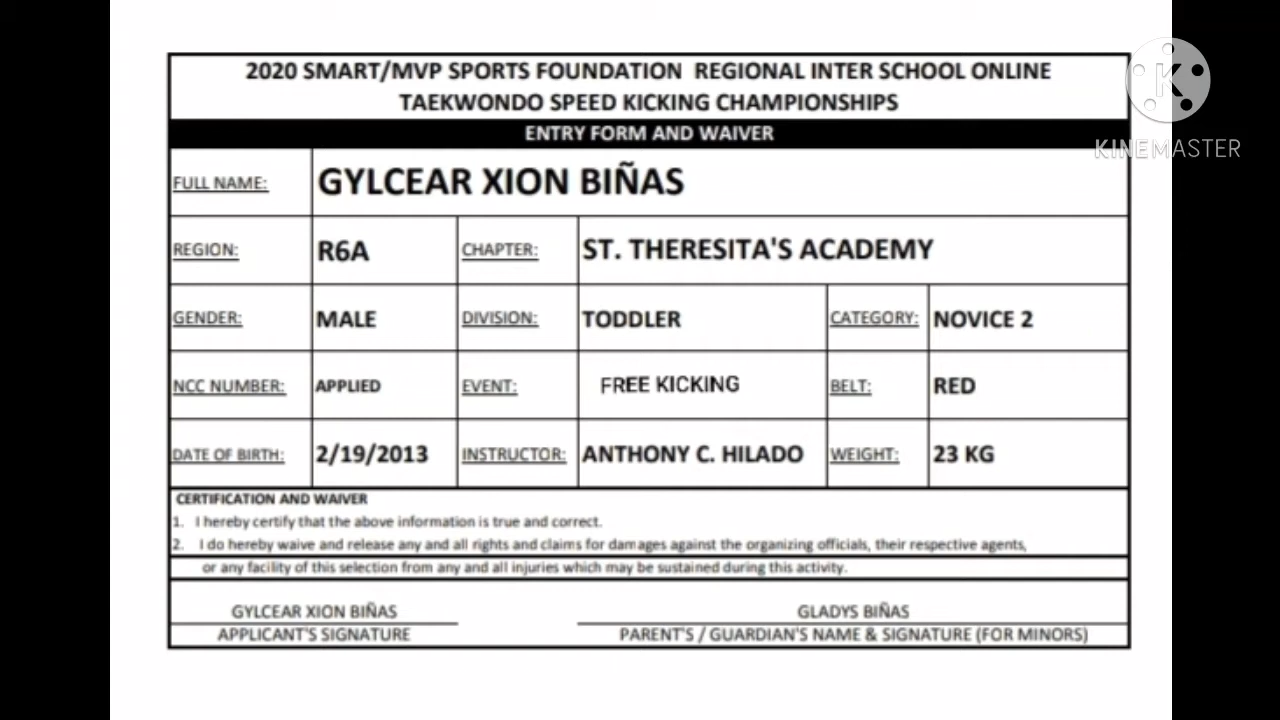 2020 SMART/MVP SPORTS FOUNDATION REGIONAL INTER SCHOOL ONLINE
TAEKWONDO SPEED KICKING CHAMPIONSHIPS
ENTRY FORM AND WAIVER
FULL NAME: GYLCEAR XION BIÑAS
REGION: R6A CHAPTER: ST. THERESITA'S ACADEMY
GENDER: MALE DIVISION: TODDLER CATEGORY: NOVICE 2
NCC NUMBER: APPLIED EVENT: FREE KICKING BELT: RED
DATE OF BIRTH: 2/19/2013 INSTRUCTOR: ANTHONY C. HILADO WEIGHT: 23 KG
CERTIFICATION AND WAIVER
1. I hereby certify that the above information is true and correct.
2. I do hereby waive and release any and all rights and claims for damages against the organizing officials, their respective agents,
or any facility of this selection from any and all injuries which may be sustained during this activity.
GYLCEAR XION BIÑAS GLADYS BIÑAS
APPLICANT'S SIGNATURE PARENT'S / GUARDIAN'S NAME & SIGNATURE (FOR MINORS)
K
KINEMASTER